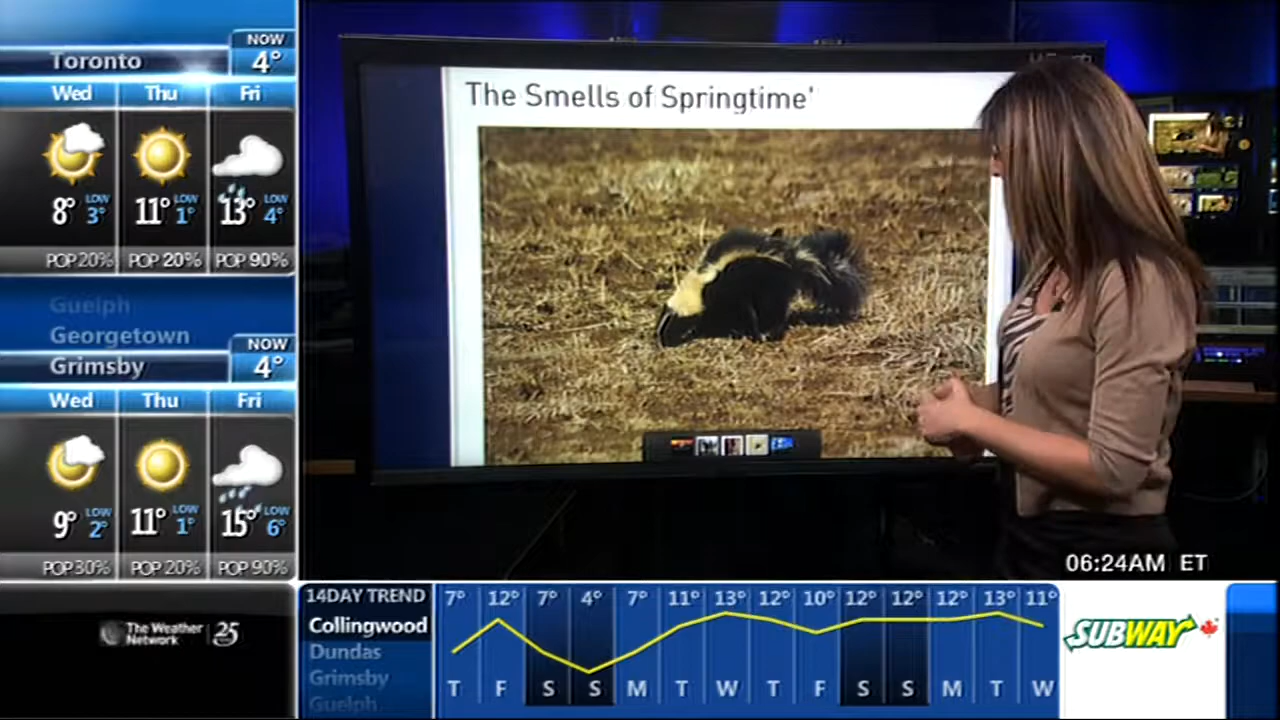 NOW
Toronto 4°
Wed Thu Fri
8° LOW 3° 11° LOW 1° 13° LOW 4°
POP 20% POP 20% POP 90%
Guelph
Georgetown
NOW
Grimsby 4°
Wed Thu Fri
9° LOW 2° 11° LOW 1° 15° LOW 6°
POP 30% POP 20% POP 90%
The Weather Network 25
The Smells of Springtime'
06:24AM ET
14DAY TREND 7° 12° 7° 4° 7° 11° 13° 12° 10° 12° 12° 12° 13° 11°
Collingwood
Dundas
Grimsby
Guelph
T F S S M T W T F S S M T W
SUBWAY